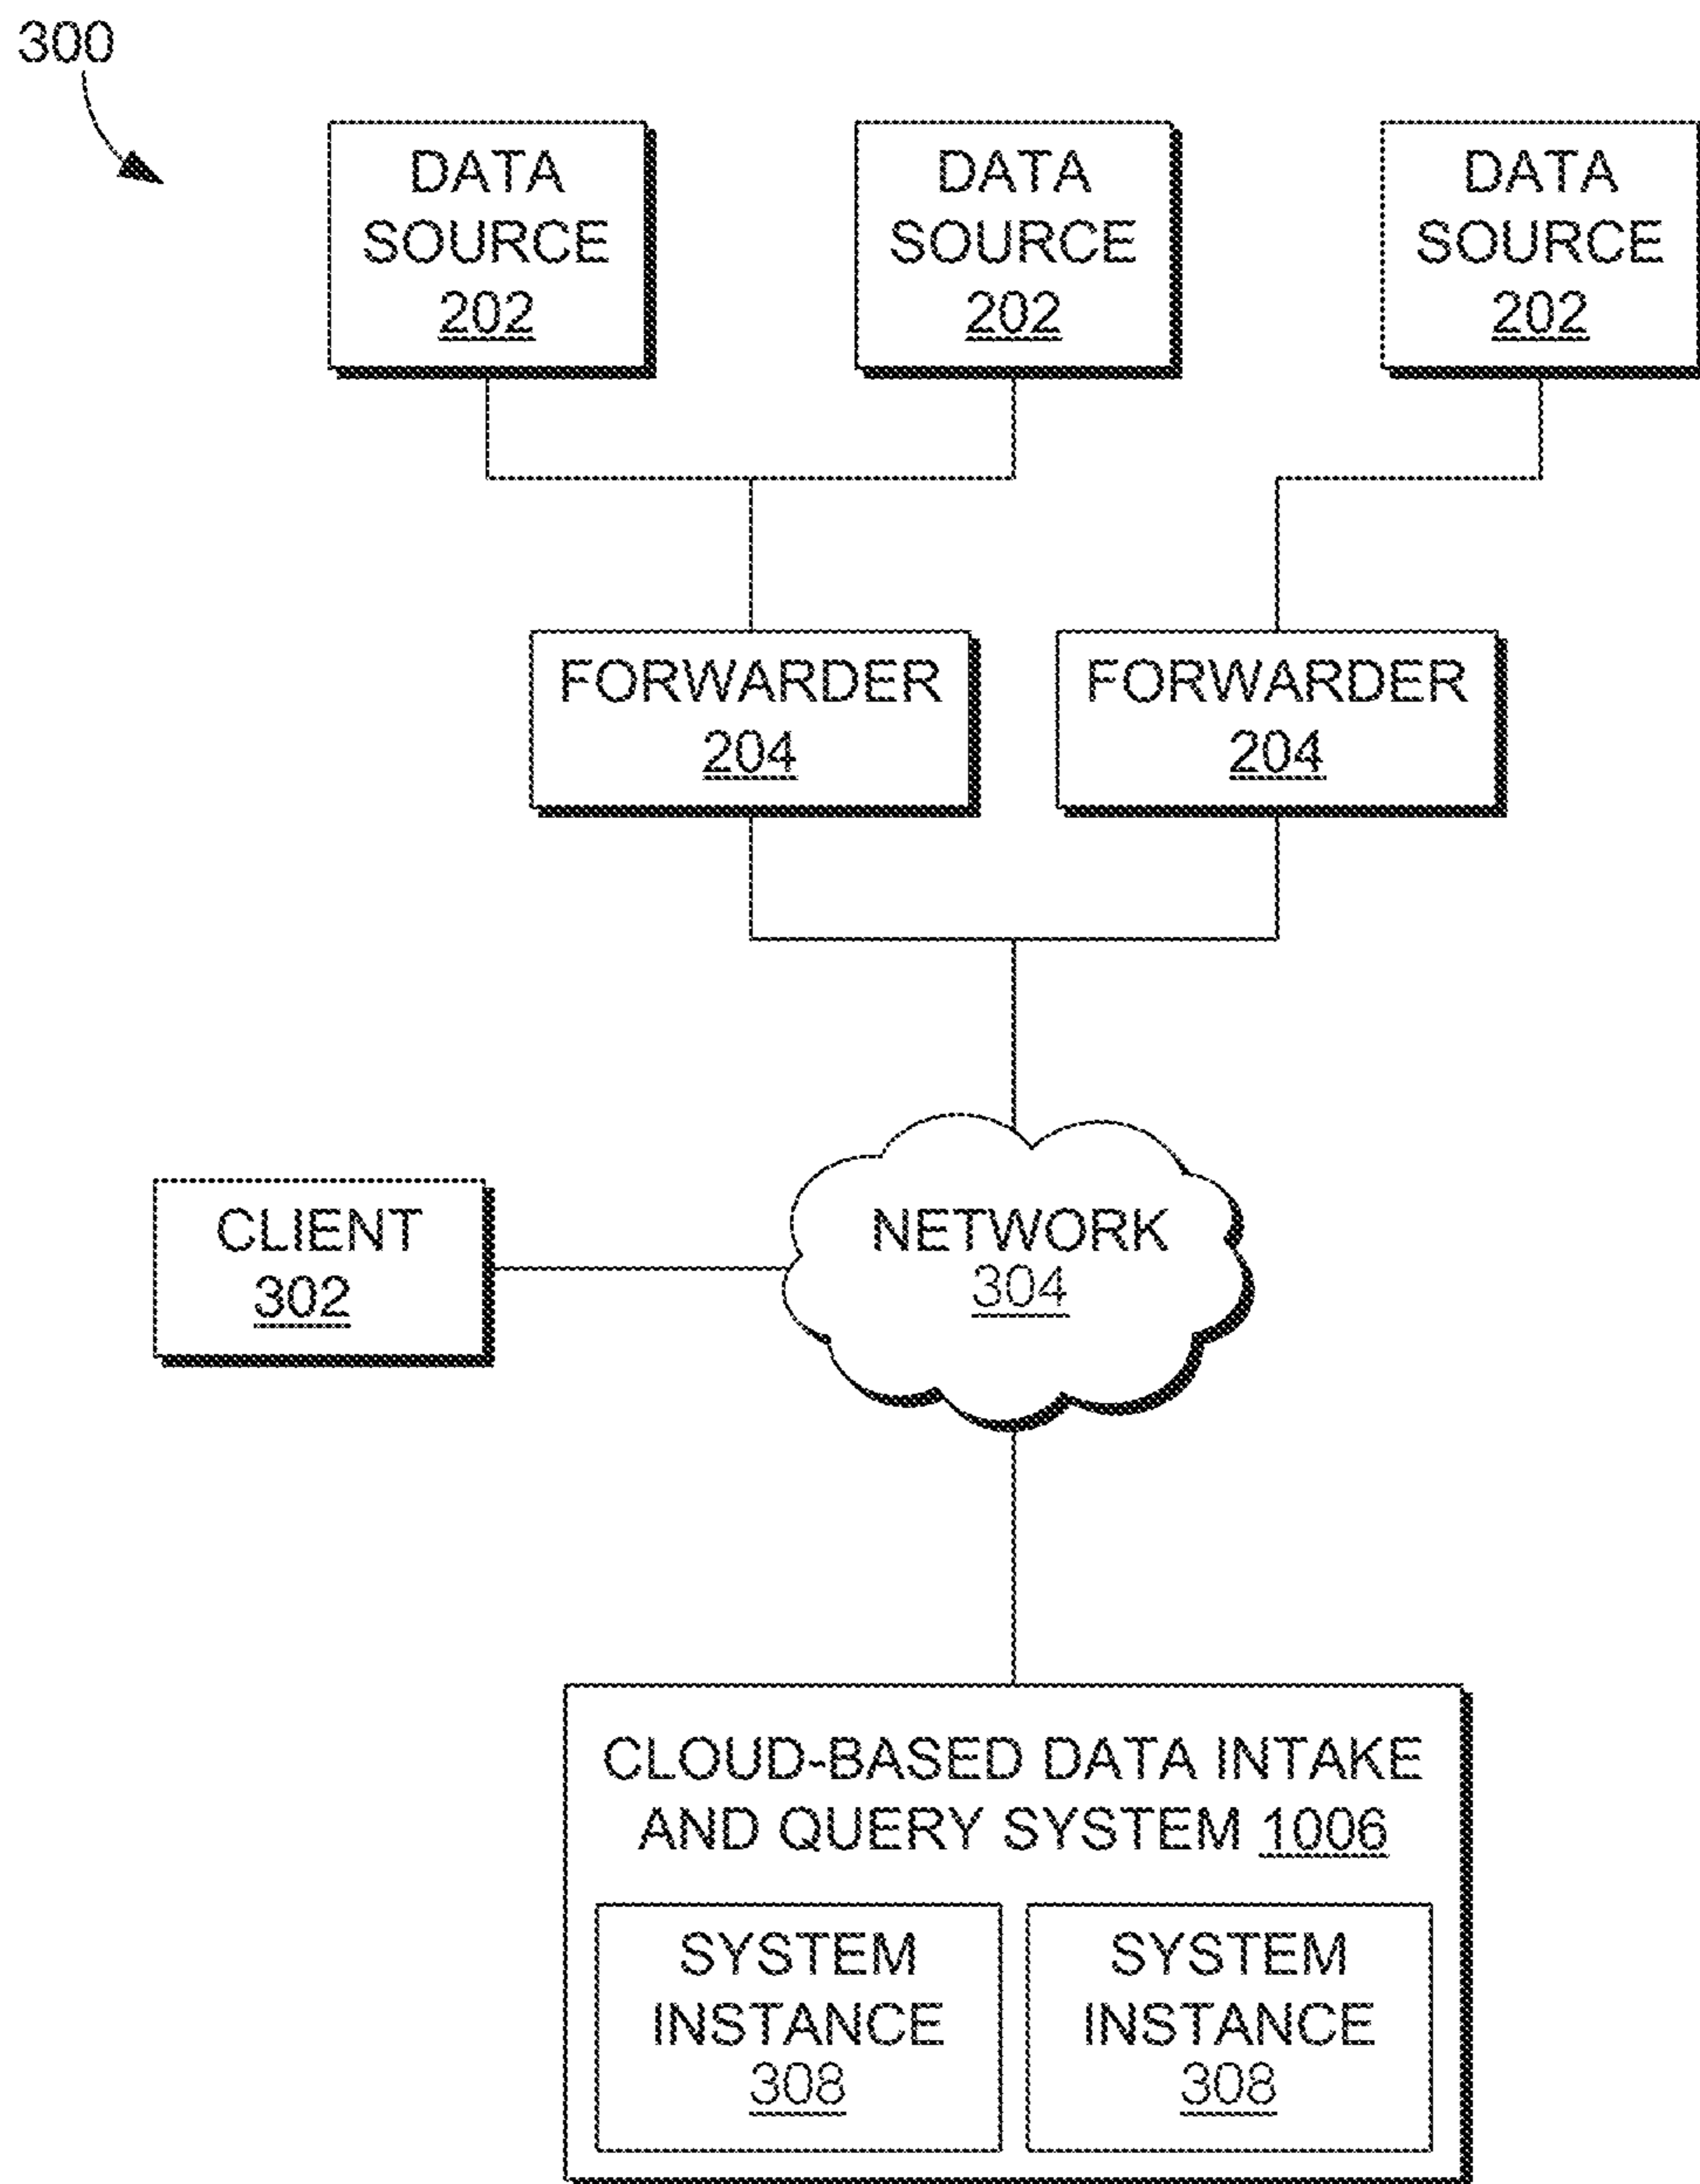 300
DATA
SOURCE
202
DATA
SOURCE
202
DATA
SOURCE
202
FORWARDER
204
FORWARDER
204
CLIENT
302
NETWORK
304
CLOUD-BASED DATA INTAKE
AND QUERY SYSTEM 1006
SYSTEM
INSTANCE
308
SYSTEM
INSTANCE
308